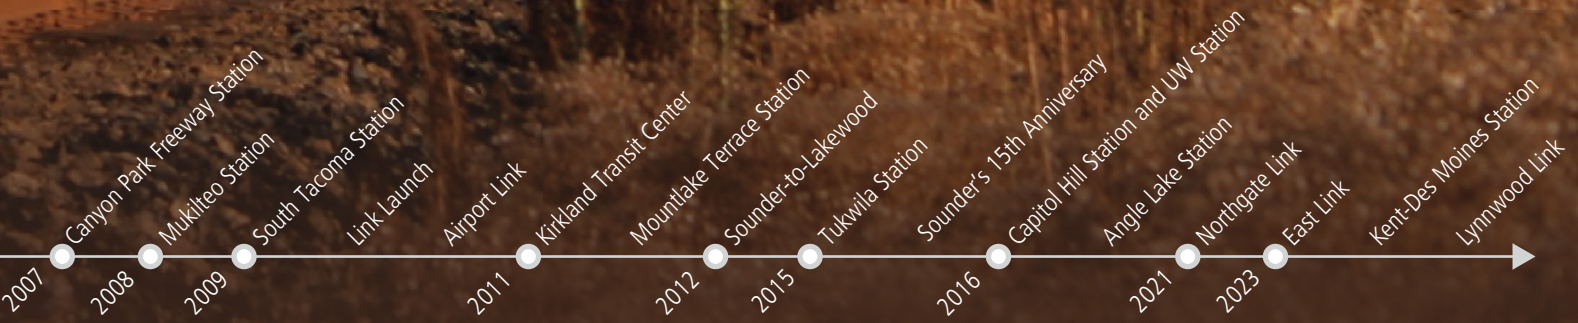 Canyon Park Freeway Station
Mukilteo Station
South Tacoma Station
Link Launch
Airport Link
Kirkland Transit Center
Mountlake Terrace Station
Sounder-to-Lakewood
Tukwila Station
Sounder's 15th Anniversary
Capitol Hill Station and UW Station
Angle Lake Station
Northgate Link
East Link
Kent-Des Moines Station
Lynnwood Link
2007
2008
2009
2011
2012
2015
2016
2021
2023